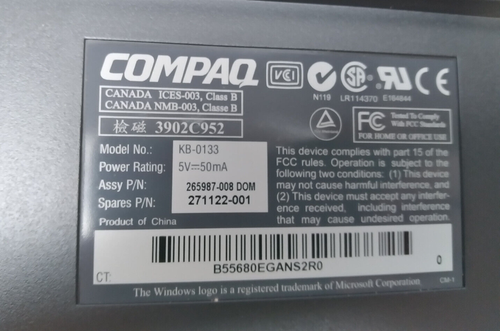 COMPAQ
VCI
N119
LR114370
E164844
CANADA ICES-003, Class B
CANADA NMB-003, Classe B
檢磁 3902C952
FC Tested To Comply
With FCC Standards
FOR HOME OR OFFICE USE
Model No.: KB-0133
Power Rating: 5V⎓50mA
Assy P/N: 265987-008 DOM
Spares P/N: 271122-001
Product of China
This device complies with part 15 of the
FCC rules. Operation is subject to the
following two conditions: (1) This device
may not cause harmful interference, and
(2) This device must accept any interfer-
ence received, including interference
that may cause undesired operation.
CT:
B55680EGANS2R0
0
The Windows logo is a registered trademark of Microsoft Corporation
CM-1